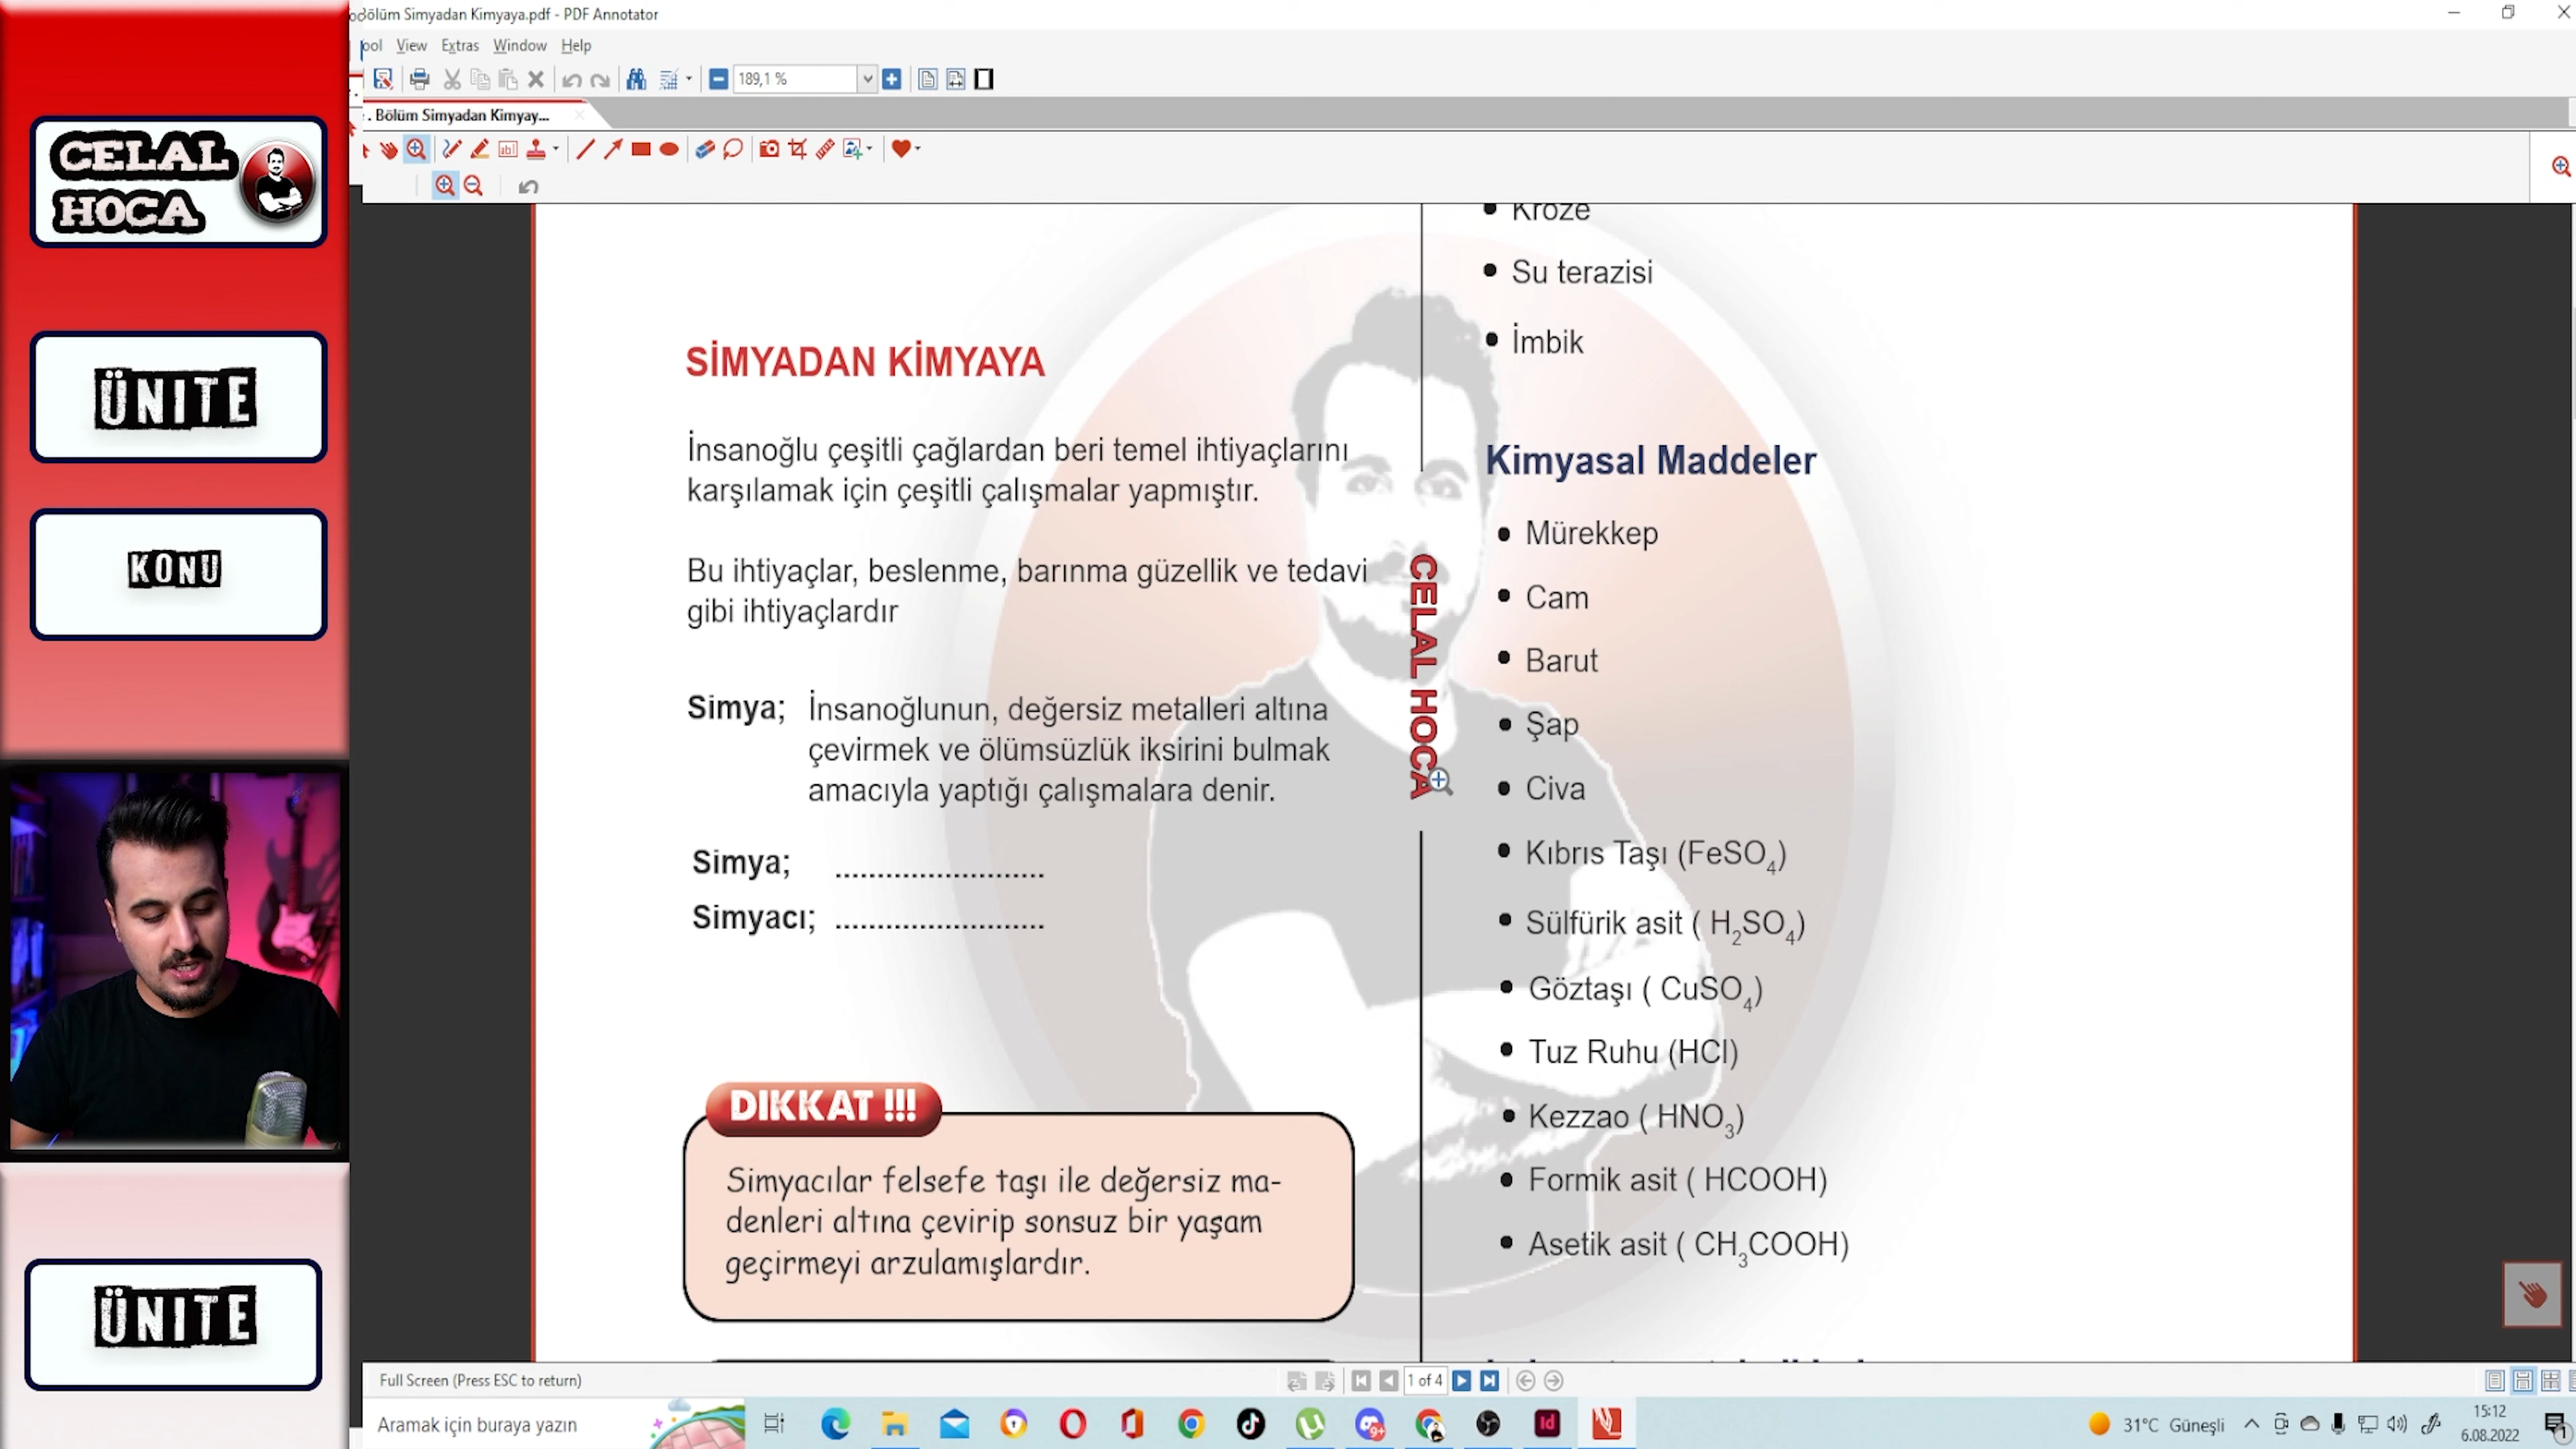 Bölüm Simyadan Kimyaya.pdf - PDF Annotator
ool View Extras Window Help
189,1 %
. Bölüm Simyadan Kimyay...
CELAL
HOCA
ÜNITE
KONU
ÜNITE
SİMYADAN KİMYAYA
İnsanoğlu çeşitli çağlardan beri temel ihtiyaçlarını
karşılamak için çeşitli çalışmalar yapmıştır.
Bu ihtiyaçlar, beslenme, barınma güzellik ve tedavi
gibi ihtiyaçlardır
Simya; İnsanoğlunun, değersiz metalleri altına
çevirmek ve ölümsüzlük iksirini bulmak
amacıyla yaptığı çalışmalara denir.
Simya; ........................
Simyacı; ........................
DIKKAT !!!
Simyacılar felsefe taşı ile değersiz ma-
denleri altına çevirip sonsuz bir yaşam
geçirmeyi arzulamışlardır.
CELAL HOCA
• Kroze
• Su terazisi
• İmbik
Kimyasal Maddeler
• Mürekkep
• Cam
• Barut
• Şap
• Civa
• Kıbrıs Taşı (FeSO₄)
• Sülfürik asit ( H₂SO₄)
• Göztaşı ( CuSO₄)
• Tuz Ruhu (HCl)
• Kezzao ( HNO₃)
• Formik asit ( HCOOH)
• Asetik asit ( CH₃COOH)
Full Screen (Press ESC to return)
1 of 4
Aramak için buraya yazın
31°C Güneşli
15:12
6.08.2022